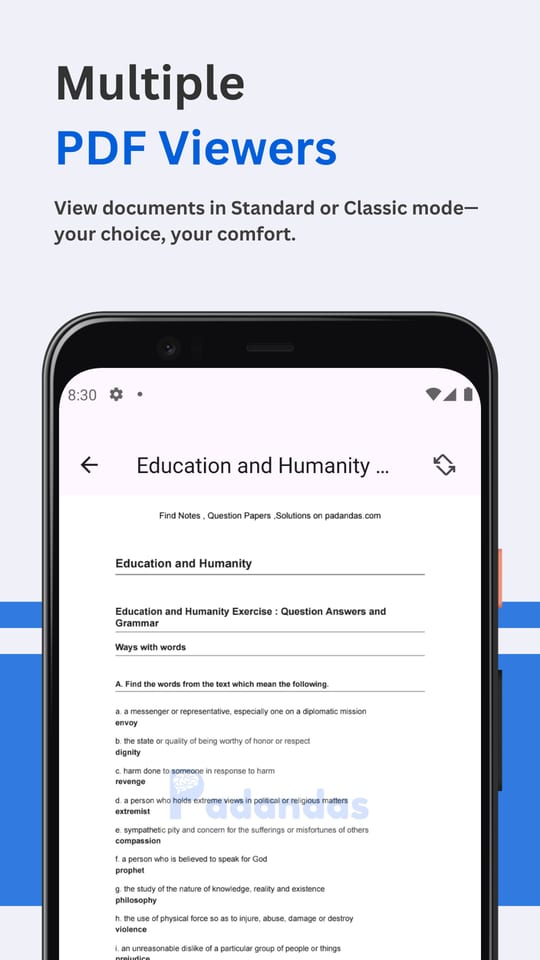 Multiple
PDF Viewers
View documents in Standard or Classic mode—
your choice, your comfort.
8:30
Education and Humanity ...
Find Notes , Question Papers ,Solutions on padandas.com
Education and Humanity
Education and Humanity Exercise : Question Answers and
Grammar
Ways with words
A. Find the words from the text which mean the following.
a. a messenger or representative, especially one on a diplomatic mission
envoy
b. the state or quality of being worthy of honor or respect
dignity
c. harm done to someone in response to harm
revenge
Padandas
d. a person who holds extreme views in political or religious matters
extremist
e. sympathetic pity and concern for the sufferings or misfortunes of others
compassion
f. a person who is believed to speak for God
prophet
g. the study of the nature of knowledge, reality and existence
philosophy
h. the use of physical force so as to injure, abuse, damage or destroy
violence
i. an unreasonable dislike of a particular group of people or things
prejudice